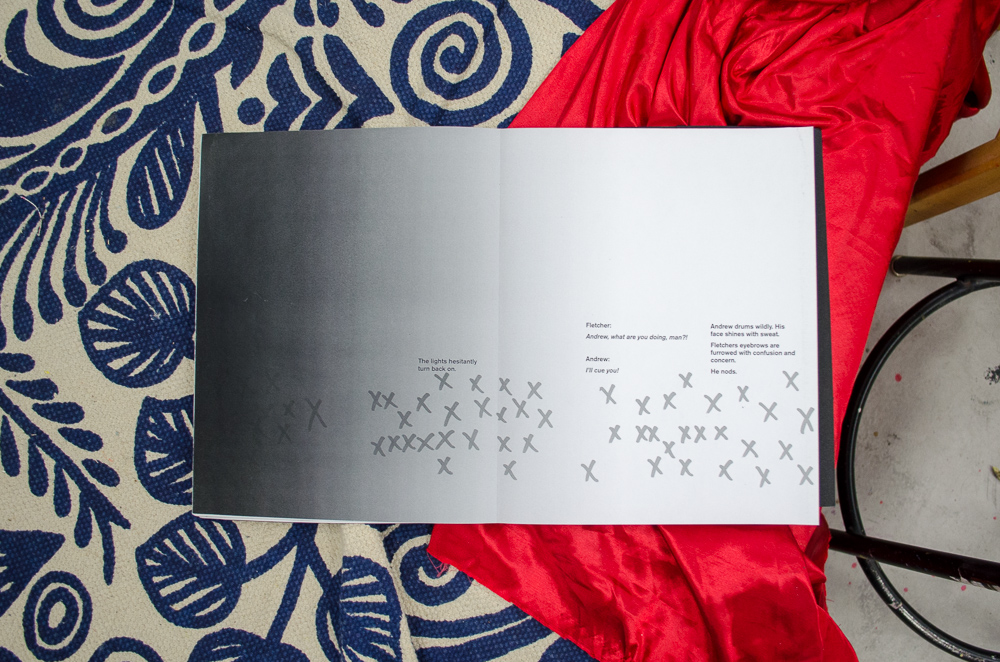 The lights hesitantly
turn back on.
Fletcher:
Andrew, what are you doing, man?!
Andrew:
I'll cue you!
Andrew drums wildly. His
face shines with sweat.
Fletchers eyebrows are
furrowed with confusion and
concern.
He nods.